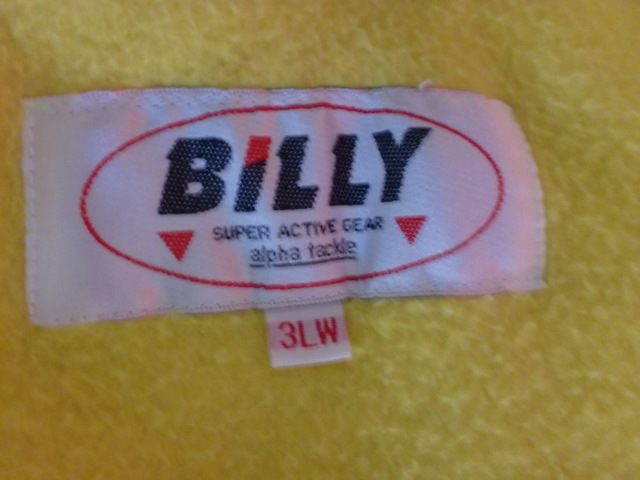 BiLLY
SUPER ACTIVE GEAR
alpha tackle
3LW